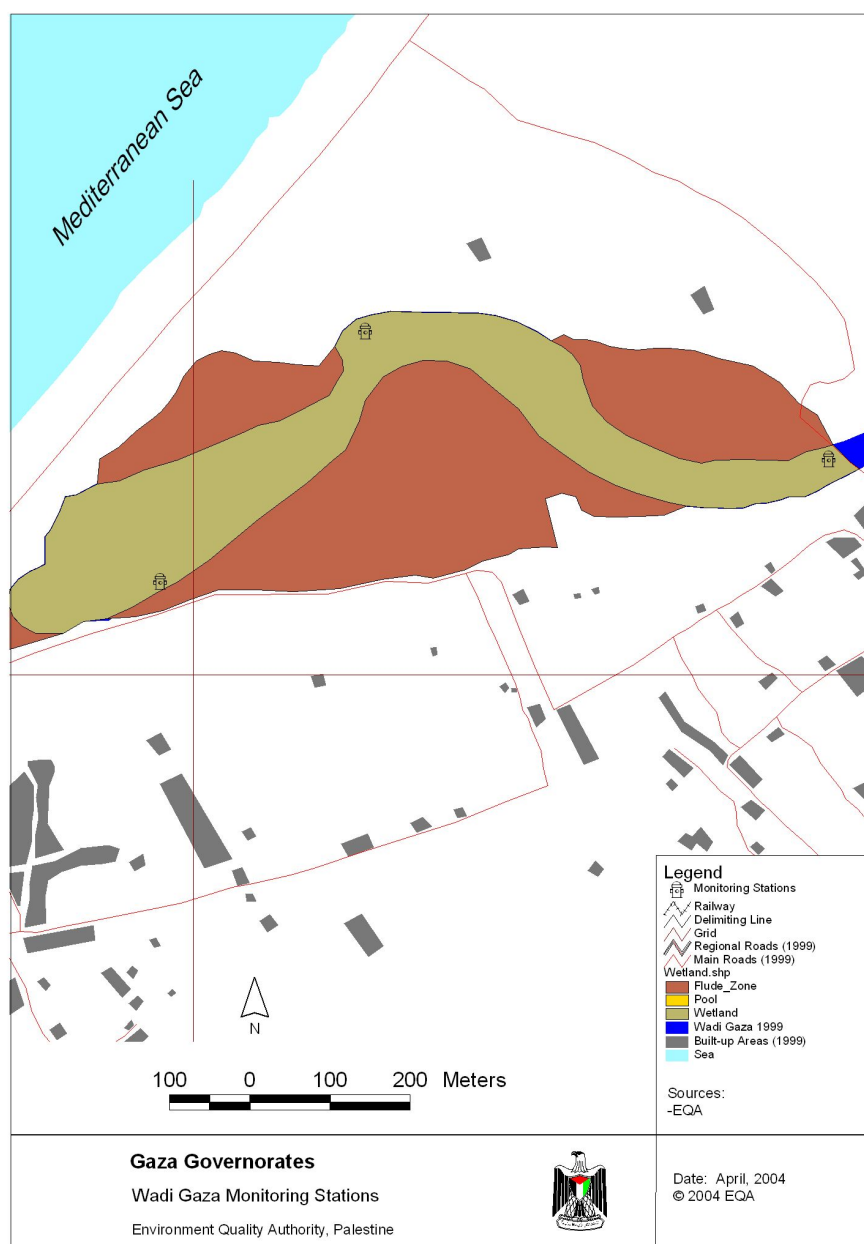 Mediterranean Sea
Legend
Monitoring Stations
Railway
Delimiting Line
Grid
Regional Roads (1999)
Main Roads (1999)
Wetland.shp
Flude_Zone
Pool
Wetland
Wadi Gaza 1999
Built-up Areas (1999)
Sea
N
100 0 100 200 Meters
Sources:
-EQA
Gaza Governorates
Wadi Gaza Monitoring Stations
Environment Quality Authority, Palestine
Date: April, 2004
© 2004 EQA